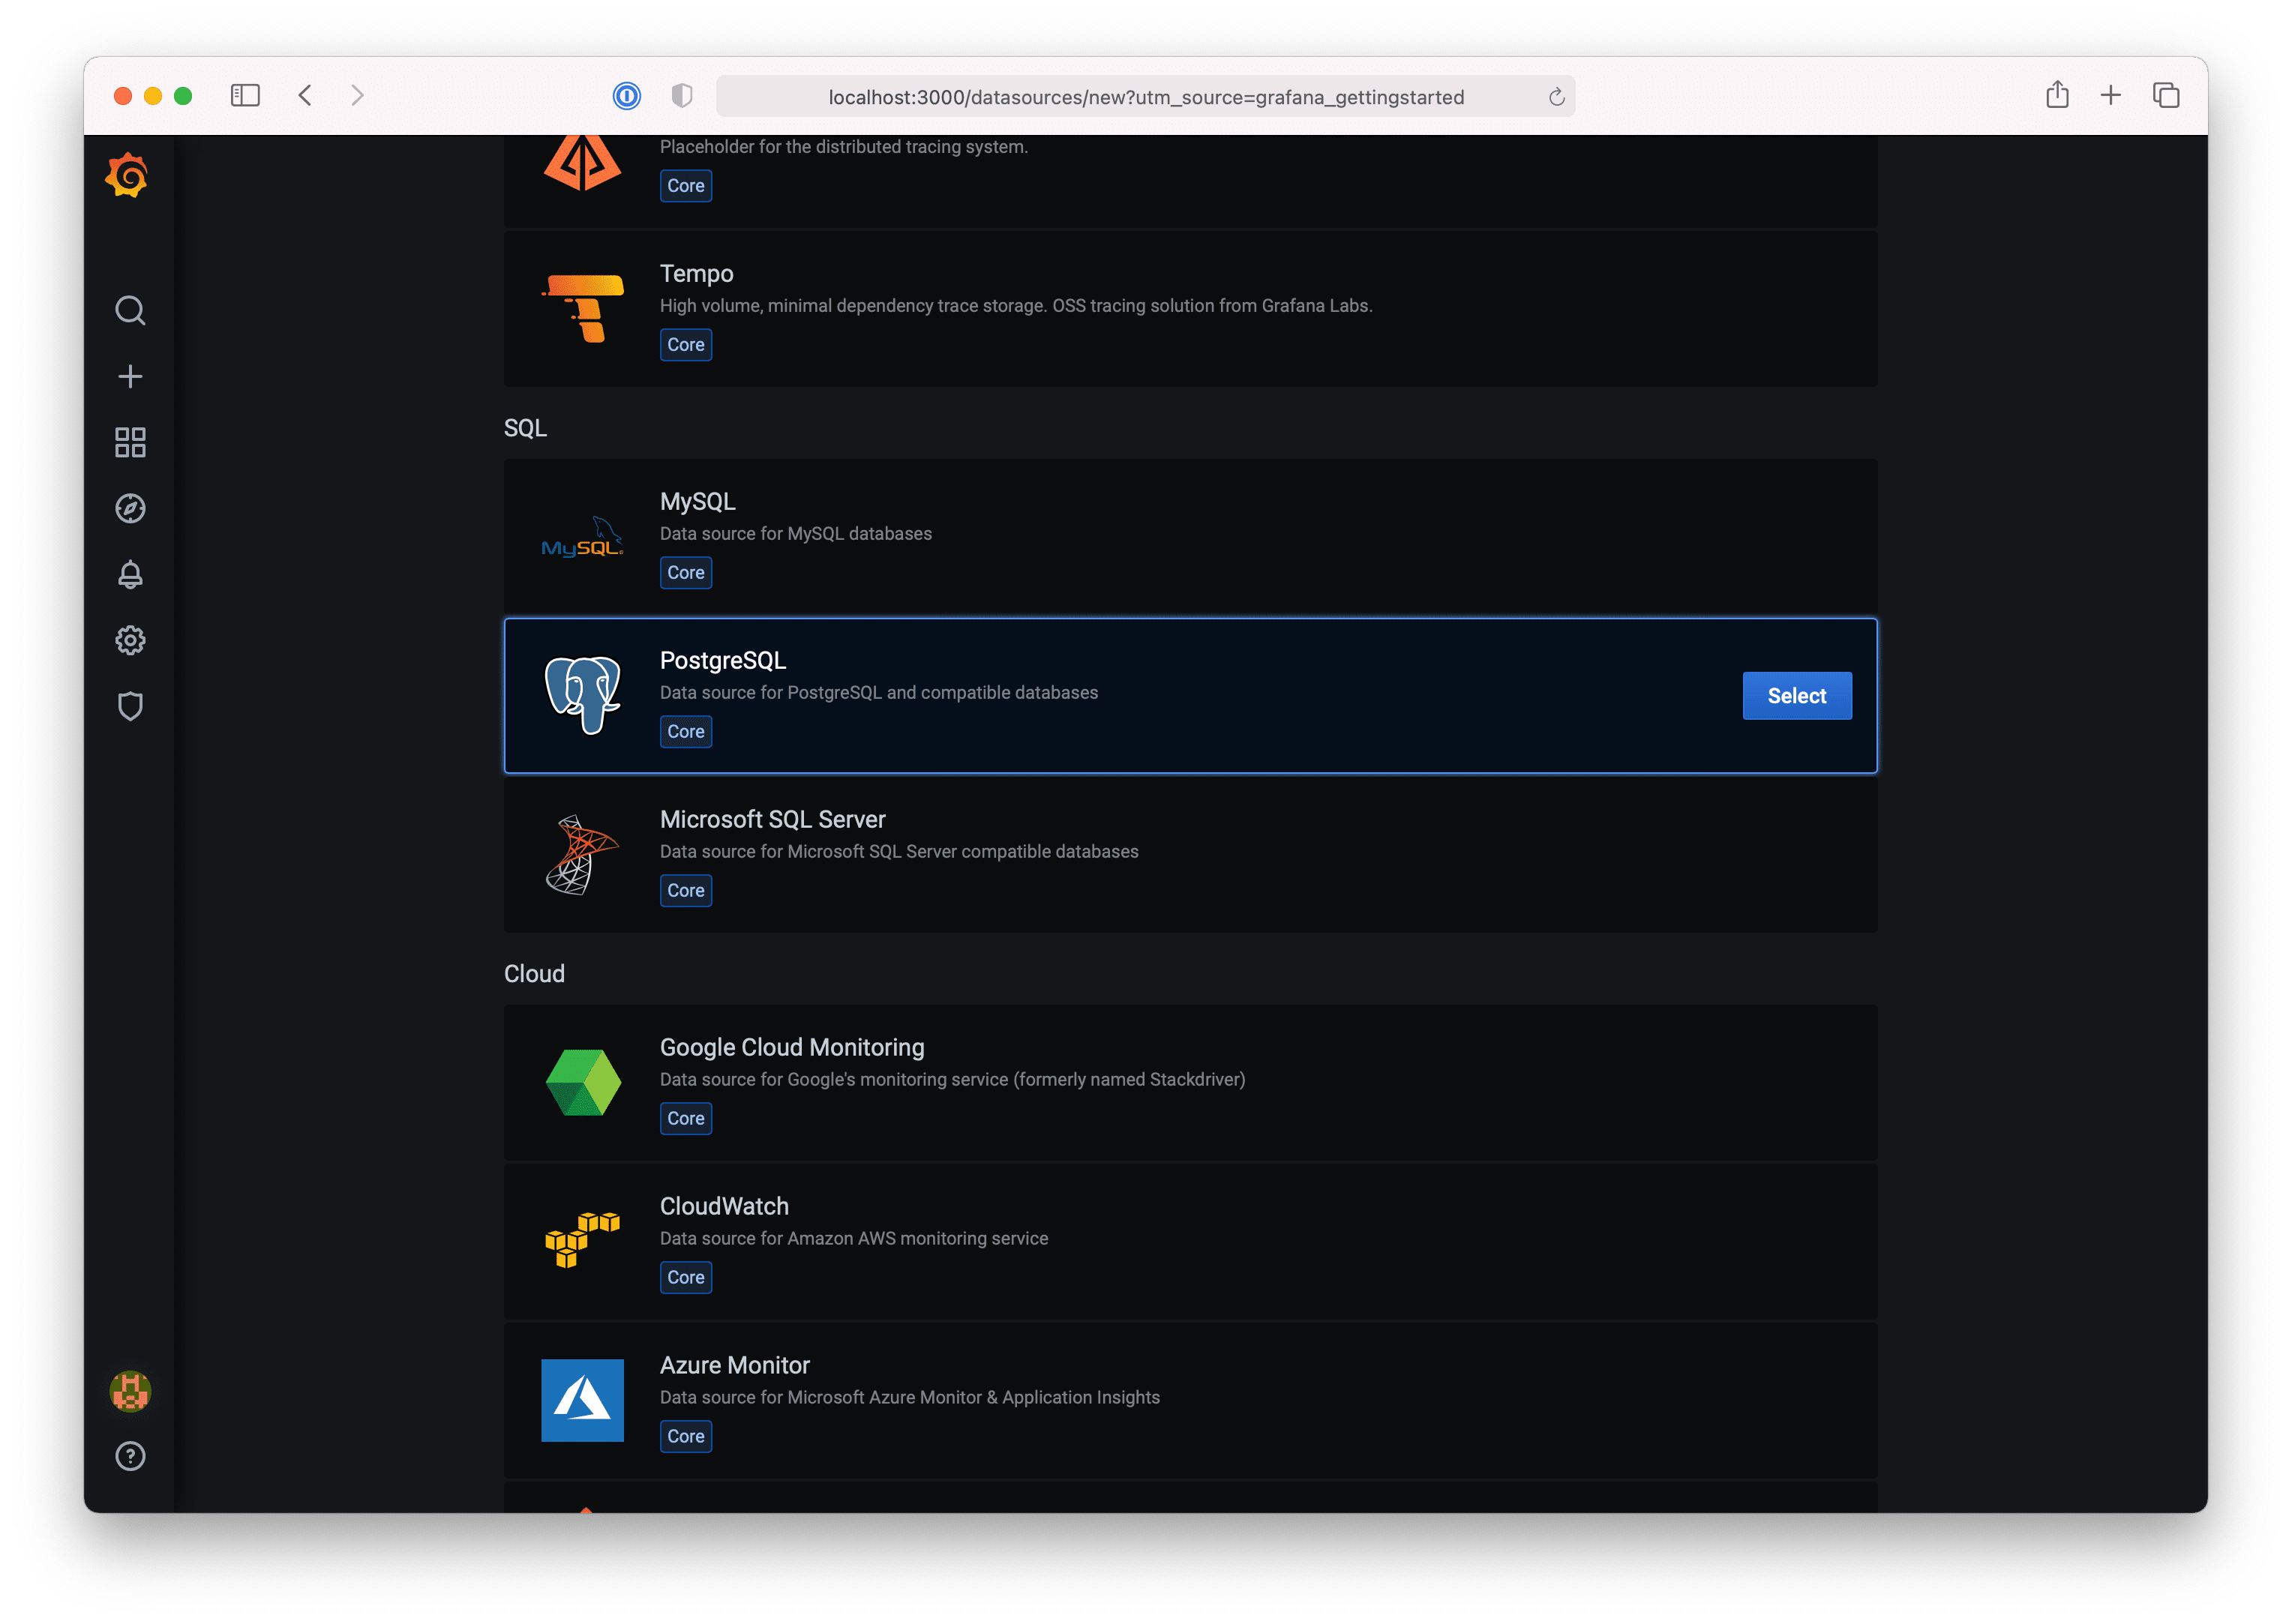 localhost:3000/datasources/new?utm_source=grafana_gettingstarted
Placeholder for the distributed tracing system.
Core
Tempo
High volume, minimal dependency trace storage. OSS tracing solution from Grafana Labs.
Core
SQL
MySQL
MySQL
Data source for MySQL databases
Core
PostgreSQL
Data source for PostgreSQL and compatible databases
Select
Core
Microsoft SQL Server
Data source for Microsoft SQL Server compatible databases
Core
Cloud
Google Cloud Monitoring
Data source for Google's monitoring service (formerly named Stackdriver)
Core
CloudWatch
Data source for Amazon AWS monitoring service
Core
Azure Monitor
Data source for Microsoft Azure Monitor & Application Insights
Core